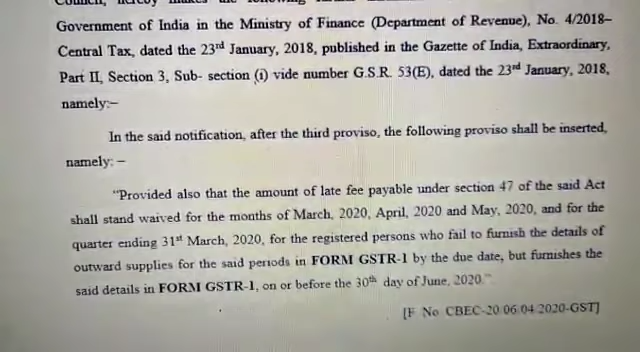 Council, hereby makes the following further
Government of India in the Ministry of Finance (Department of Revenue), No. 4/2018–
Central Tax, dated the 23rd January, 2018, published in the Gazette of India, Extraordinary,
Part II, Section 3, Sub- section (i) vide number G.S.R. 53(E), dated the 23rd January, 2018,
namely:–
In the said notification, after the third proviso, the following proviso shall be inserted,
namely: –
“Provided also that the amount of late fee payable under section 47 of the said Act
shall stand waived for the months of March, 2020, April, 2020 and May, 2020, and for the
quarter ending 31st March, 2020, for the registered persons who fail to furnish the details of
outward supplies for the said periods in FORM GSTR-1 by the due date, but furnishes the
said details in FORM GSTR-1, on or before the 30th day of June, 2020.”
[F. No. CBEC-20/06/04/2020-GST]